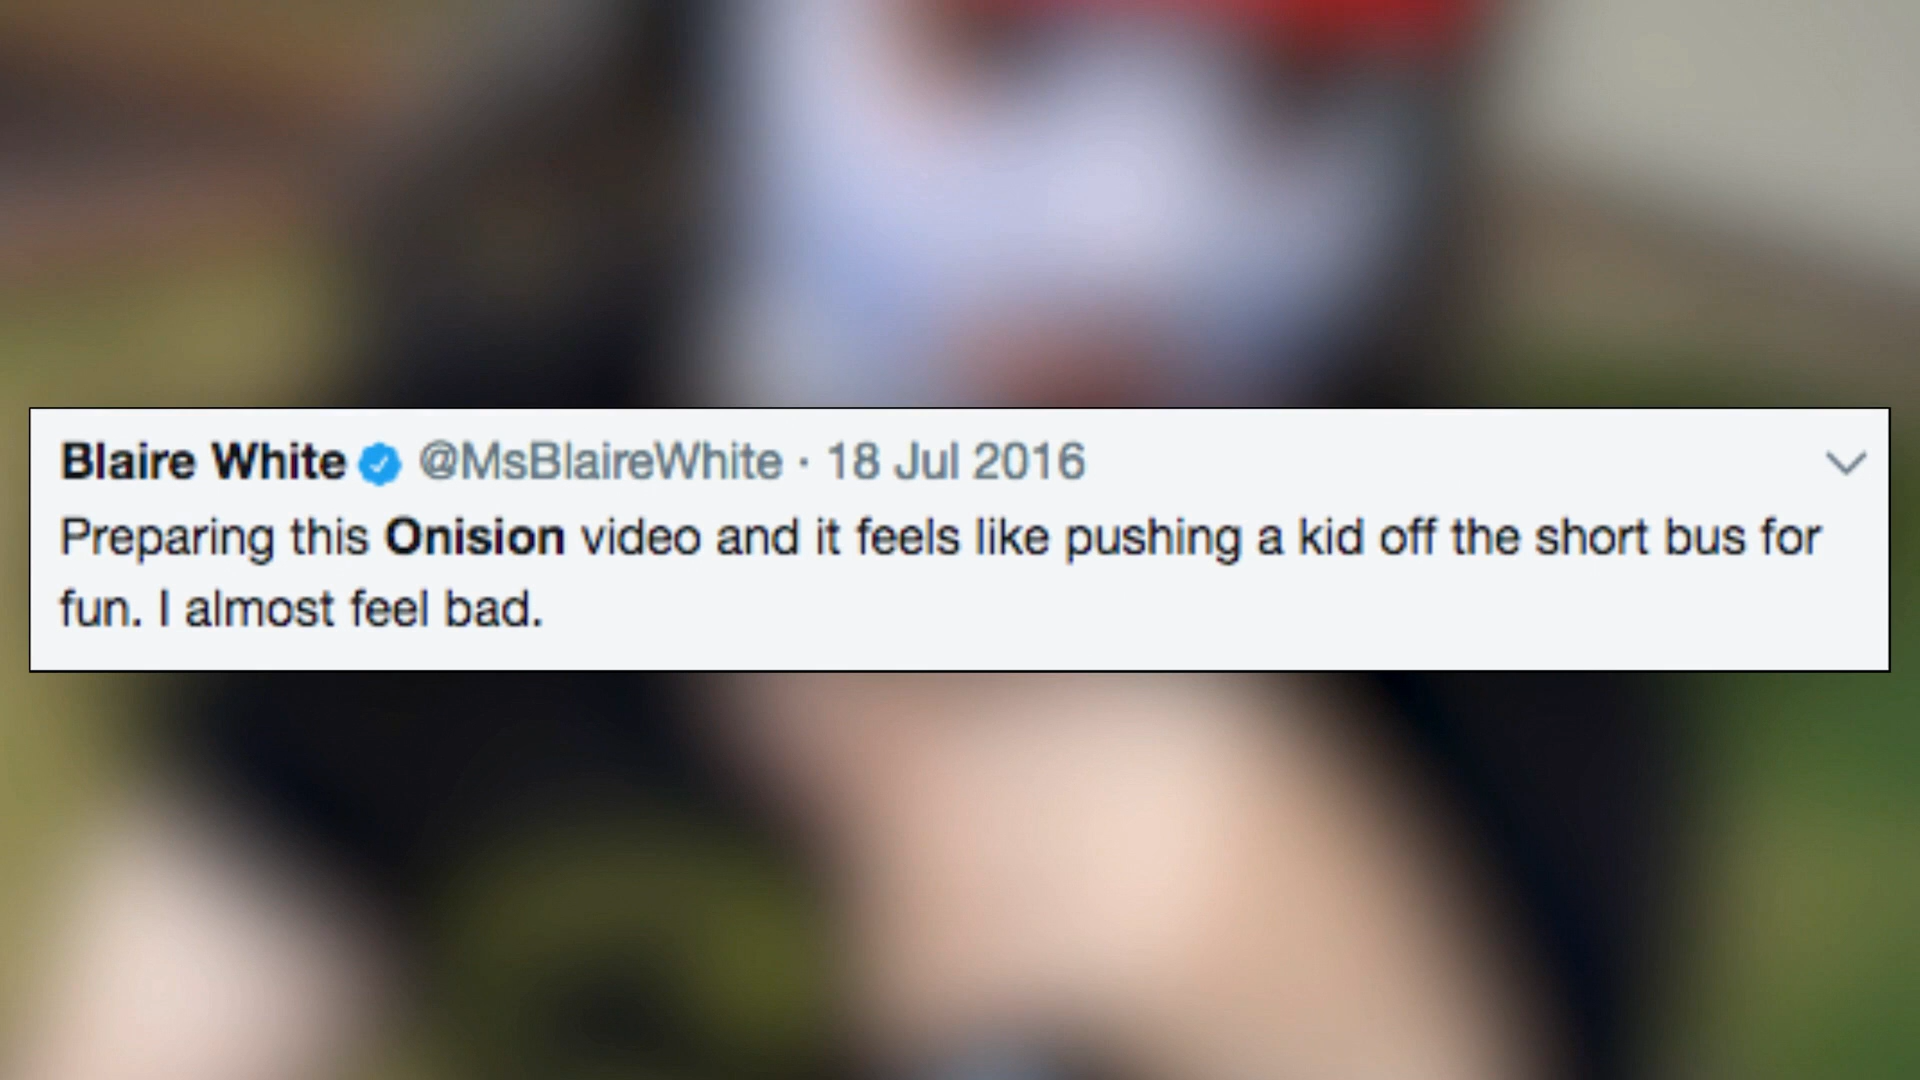 Blaire White @MsBlaireWhite · 18 Jul 2016
Preparing this Onision video and it feels like pushing a kid off the short bus for
fun. I almost feel bad.